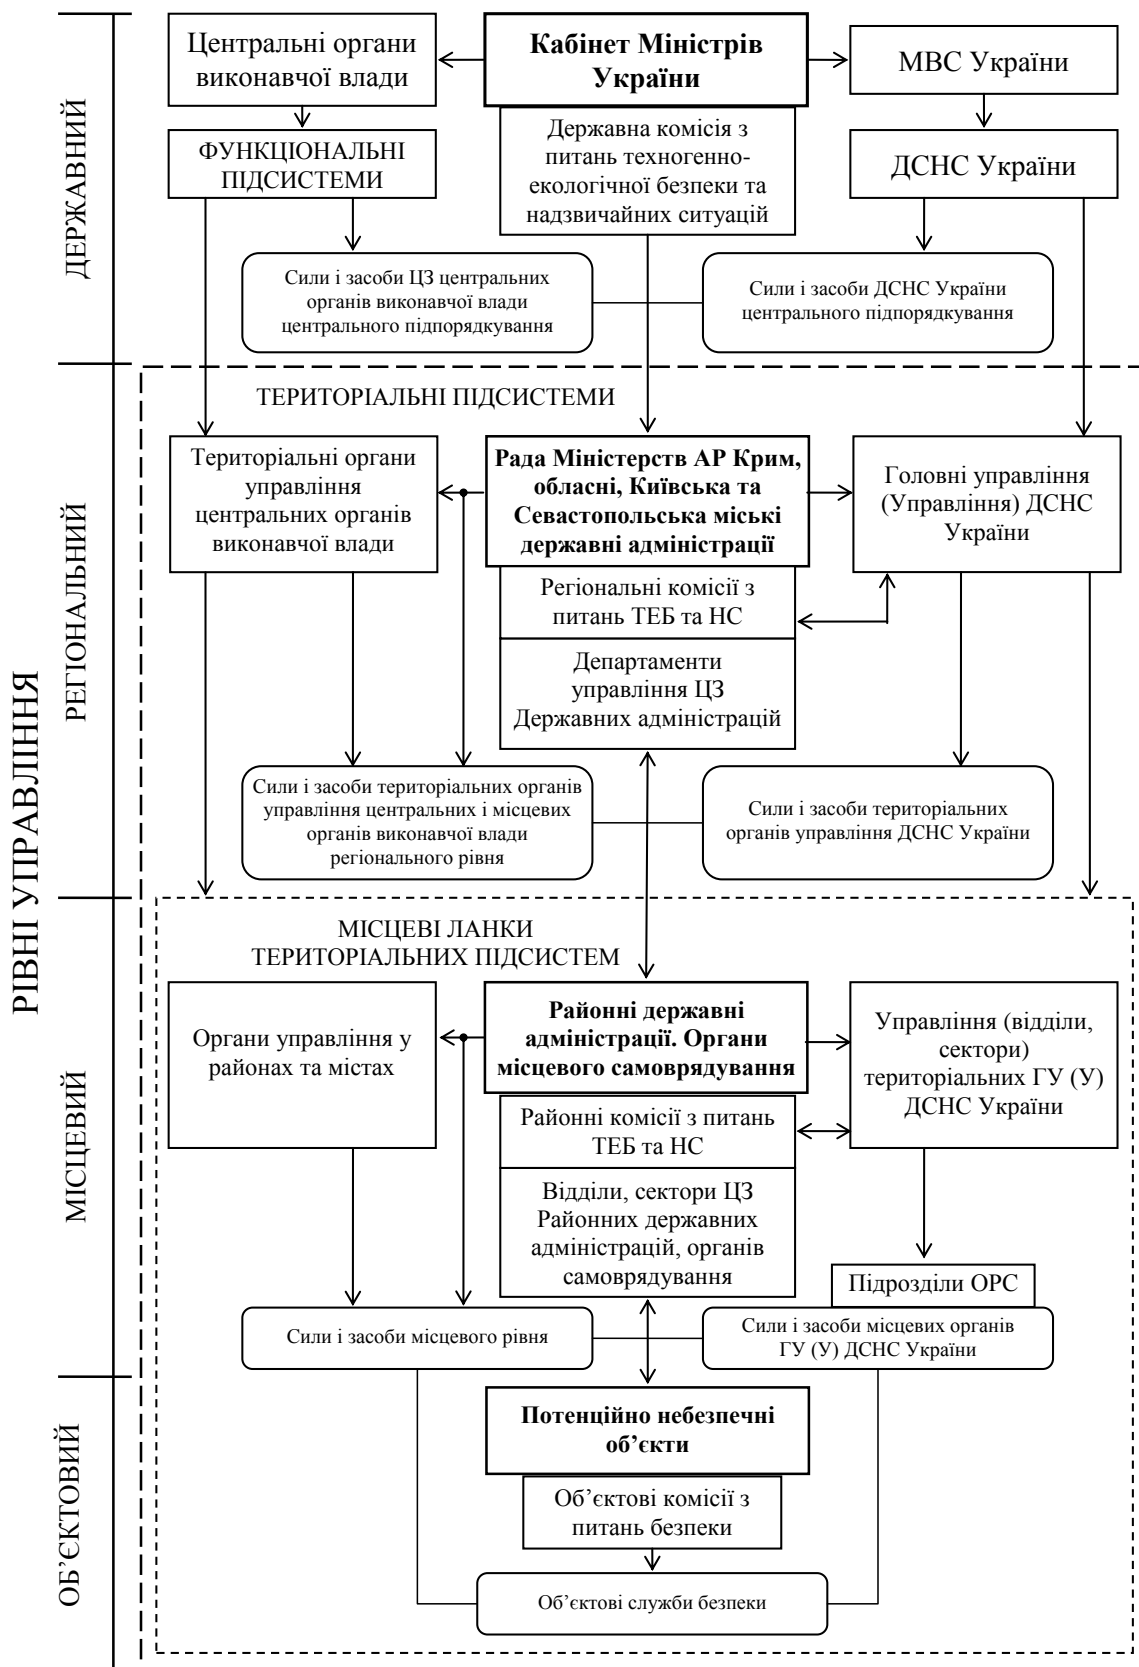 РІВНІ УПРАВЛІННЯ
ДЕРЖАВНИЙ
Центральні органи
виконавчої влади
Кабінет Міністрів
України
МВС України
Державна комісія з
питань техногенно-
екологічної безпеки та
надзвичайних ситуацій
ФУНКЦІОНАЛЬНІ
ПІДСИСТЕМИ
ДСНС України
Сили і засоби ЦЗ центральних
органів виконавчої влади
центрального підпорядкування
Сили і засоби ДСНС України
центрального підпорядкування
РЕГІОНАЛЬНИЙ
ТЕРИТОРІАЛЬНІ ПІДСИСТЕМИ
Територіальні органи
управління
центральних органів
виконавчої влади
Рада Міністерств АР Крим,
обласні, Київська та
Севастопольська міські
державні адміністрації
Головні управління
(Управління) ДСНС
України
Регіональні комісії з
питань ТЕБ та НС
Департаменти
управління ЦЗ
Державних адміністрацій
Сили і засоби територіальних органів
управління центральних і місцевих
органів виконавчої влади
регіонального рівня
Сили і засоби територіальних
органів управління ДСНС України
МІСЦЕВИЙ
МІСЦЕВІ ЛАНКИ
ТЕРИТОРІАЛЬНИХ ПІДСИСТЕМ
Органи управління у
районах та містах
Районні державні
адміністрації. Органи
місцевого самоврядування
Управління (відділи,
сектори)
територіальних ГУ (У)
ДСНС України
Районні комісії з питань
ТЕБ та НС
Відділи, сектори ЦЗ
Районних державних
адміністрацій, органів
самоврядування
Підрозділи ОРС
Сили і засоби місцевого рівня
Сили і засоби місцевих органів
ГУ (У) ДСНС України
ОБ’ЄКТОВИЙ
Потенційно небезпечні
об’єкти
Об’єктові комісії з
питань безпеки
Об’єктові служби безпеки